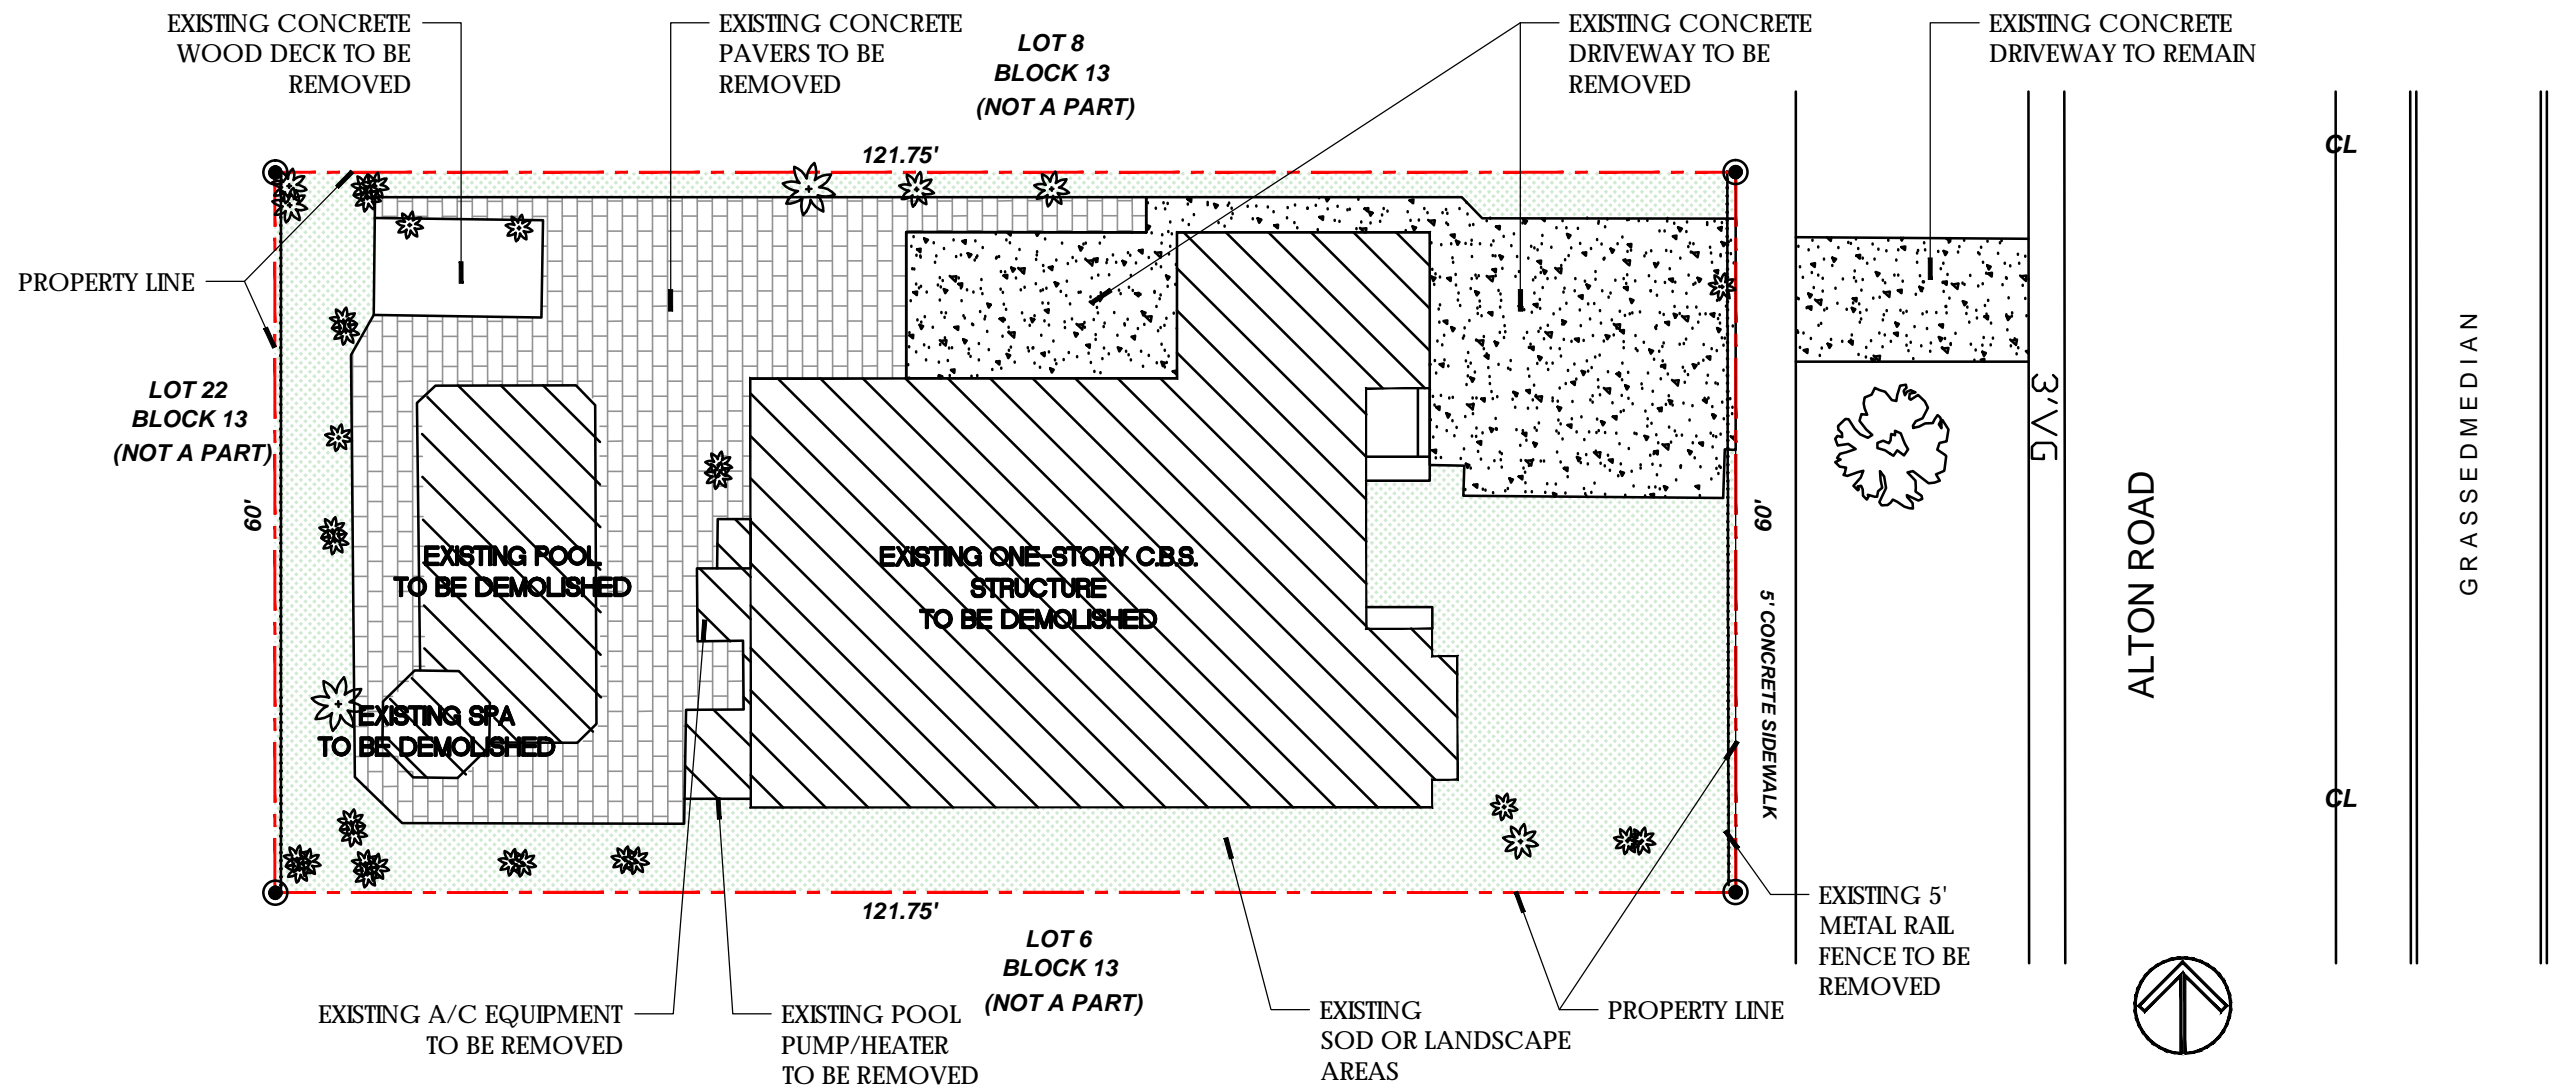 EXISTING CONCRETE
WOOD DECK TO BE
REMOVED
EXISTING CONCRETE
PAVERS TO BE
REMOVED
LOT 8
BLOCK 13
(NOT A PART)
EXISTING CONCRETE
DRIVEWAY TO BE
REMOVED
EXISTING CONCRETE
DRIVEWAY TO REMAIN
121.75'
CL
PROPERTY LINE
LOT 22
BLOCK 13
(NOT A PART)
60'
EXISTING POOL
TO BE DEMOLISHED
EXISTING SPA
TO BE DEMOLISHED
EXISTING ONE-STORY C.B.S.
STRUCTURE
TO BE DEMOLISHED
60'
5' CONCRETE SIDEWALK
3'VG
ALTON ROAD
GRASSEDMEDIAN
CL
121.75'
LOT 6
BLOCK 13
(NOT A PART)
EXISTING A/C EQUIPMENT
TO BE REMOVED
EXISTING POOL
PUMP/HEATER
TO BE REMOVED
EXISTING
SOD OR LANDSCAPE
AREAS
PROPERTY LINE
EXISTING 5'
METAL RAIL
FENCE TO BE
REMOVED